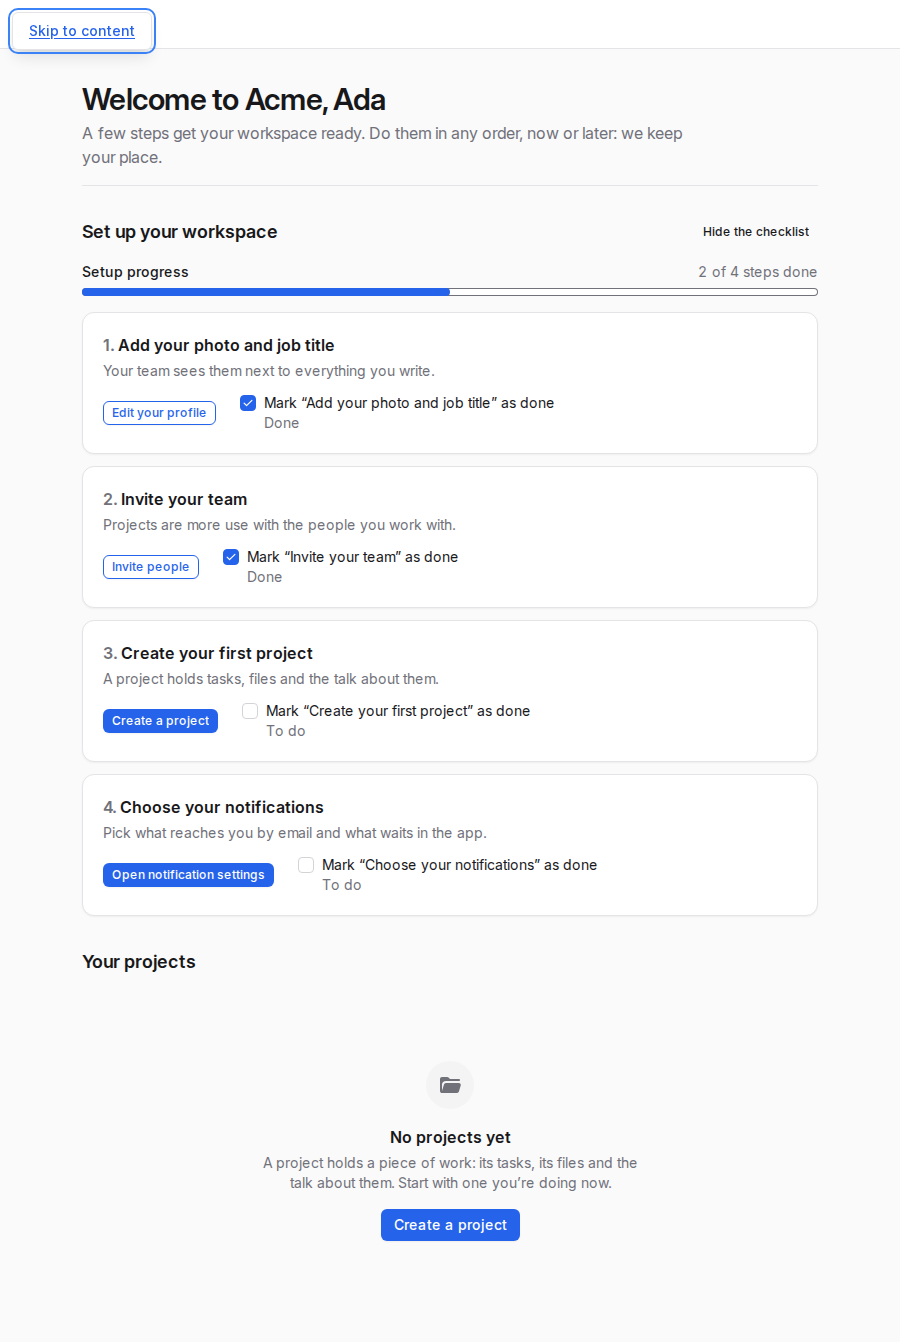 Skip to content
Welcome to Acme, Ada
A few steps get your workspace ready. Do them in any order, now or later: we keep
your place.
Set up your workspace
Hide the checklist
Setup progress
2 of 4 steps done
1. Add your photo and job title
Your team sees them next to everything you write.
Edit your profile
Mark “Add your photo and job title” as done
Done
2. Invite your team
Projects are more use with the people you work with.
Invite people
Mark “Invite your team” as done
Done
3. Create your first project
A project holds tasks, files and the talk about them.
Create a project
Mark “Create your first project” as done
To do
4. Choose your notifications
Pick what reaches you by email and what waits in the app.
Open notification settings
Mark “Choose your notifications” as done
To do
Your projects
No projects yet
A project holds a piece of work: its tasks, its files and the
talk about them. Start with one you’re doing now.
Create a project